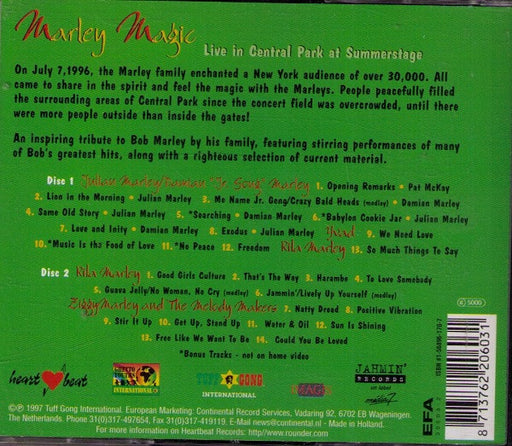 Marley Magic
Live in Central Park at Summerstage
On July 7,1996, the Marley family enchanted a New York audience of over 30,000. All
came to share in the spirit and feel the magic with the Marleys. People peacefully filled
the surrounding areas of Central Park since the concert field was overcrowded, until there
were more people outside than inside the gates!
An inspiring tribute to Bob Marley by his family, featuring stirring performances of many
of Bob's greatest hits, along with a righteous selection of current material.
Disc 1 Julian Marley/Damian "Jr. Gong" Marley 1. Opening Remarks • Pat McKay
2. Lion in the Morning • Julian Marley 3. Me Name Jr. Gong/Crazy Bald Heads (medley) • Damian Marley
4. Same Old Story • Julian Marley 5. *Searching • Damian Marley 6.*Babylon Cookie Jar • Julian Marley
7. Love and Inity • Damian Marley 8. Exodus • Julian Marley Yvad 9. We Need Love
10.*Music is tha Food of Love 11.*No Peace 12. Freedom Rita Marley 13. So Much Things To Say
Disc 2 Rita Marley 1. Good Girls Culture 2. That's The Way 3. Harambe 4. To Love Somebody
5. Guava Jelly/No Woman, No Cry (medley) 6. Jammin'/Lively Up Yourself (medley)
Ziggy Marley and The Melody Makers 7. Natty Dread 8. Positive Vibration
9. Stir It Up 10. Get Up, Stand Up 11. Water & Oil 12. Sun Is Shining
13. Free Like We Want To Be 14. Could You Be Loved
*Bonus Tracks - not on home video
5000
heart beat
INTERNATIONAL
TUFF GONG
INTERNATIONAL
JAHMIN'
RECORDS
ISBN 91-56896-170-7
EFA
8 713762 206031
©℗ 1997 Tuff Gong International. European Marketing: Continental Record Services, Vadaring 92, 6702 EB Wageningen.
The Netherlands. Phone 31(0)317-497654, Fax 31(0)317-419119. E-Mail news@continental.nl - Made in Holland.
For more information on Heartbeat Records: http://www.rounder.com